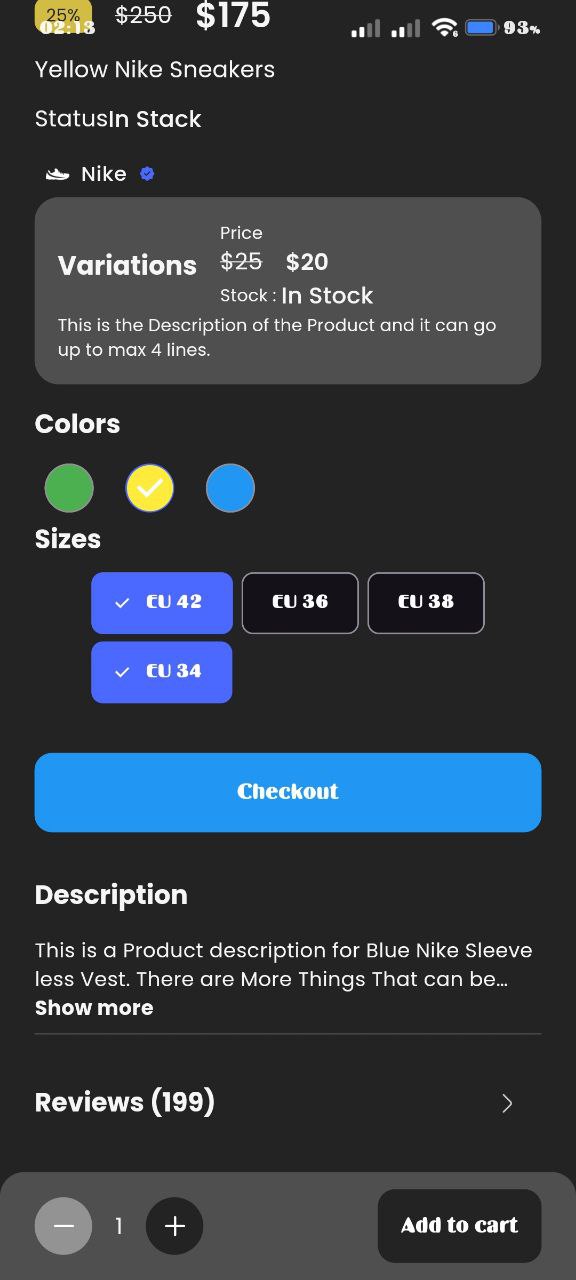 25% $250 $175
02:13 93%
Yellow Nike Sneakers
StatusIn Stack
Nike
Price
Variations $25 $20
Stock : In Stock
This is the Description of the Product and it can go
up to max 4 lines.
Colors
Sizes
EU 42 EU 36 EU 38
EU 34
Checkout
Description
This is a Product description for Blue Nike Sleeve
less Vest. There are More Things That can be...
Show more
Reviews (199)
1 Add to cart